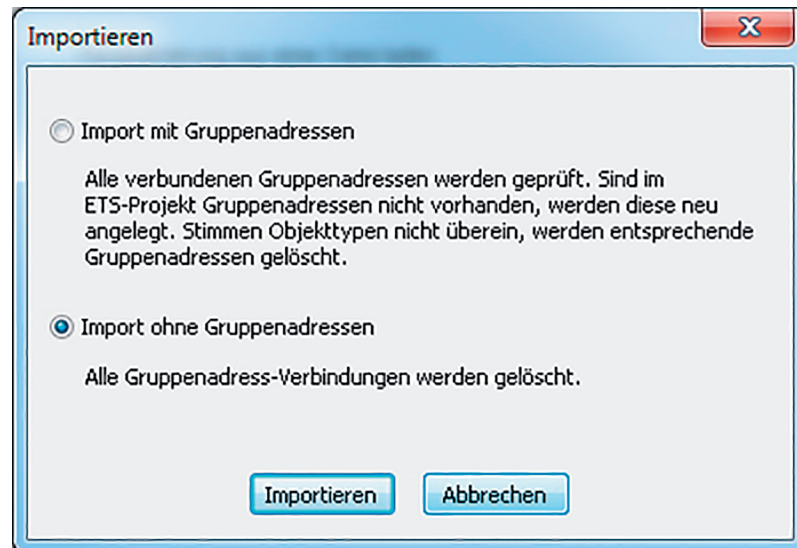 Importieren
Import mit Gruppenadressen
Alle verbundenen Gruppenadressen werden geprüft. Sind im
ETS-Projekt Gruppenadressen nicht vorhanden, werden diese neu
angelegt. Stimmen Objekttypen nicht überein, werden entsprechende
Gruppenadressen gelöscht.
Import ohne Gruppenadressen
Alle Gruppenadress-Verbindungen werden gelöscht.
Importieren Abbrechen